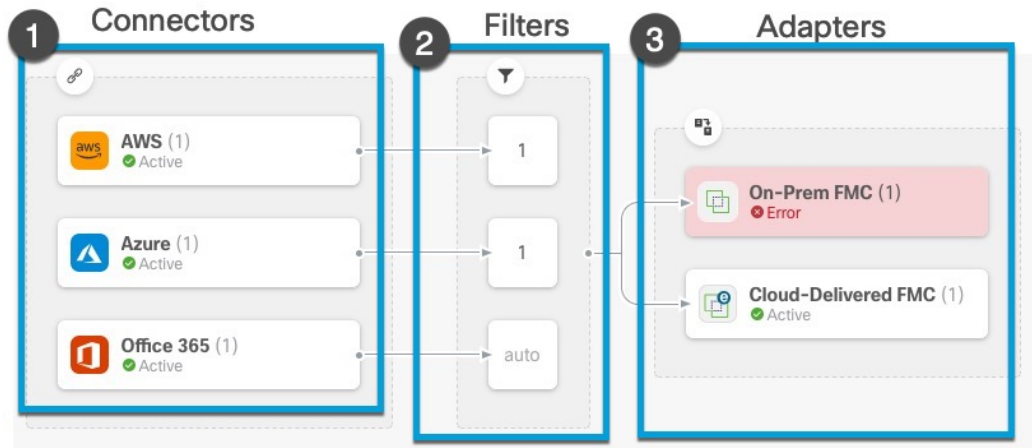 1 Connectors
2 Filters
3 Adapters
aws
AWS (1)
Active
1
Azure (1)
Active
1
Office 365 (1)
Active
auto
On-Prem FMC (1)
Error
Cloud-Delivered FMC (1)
Active